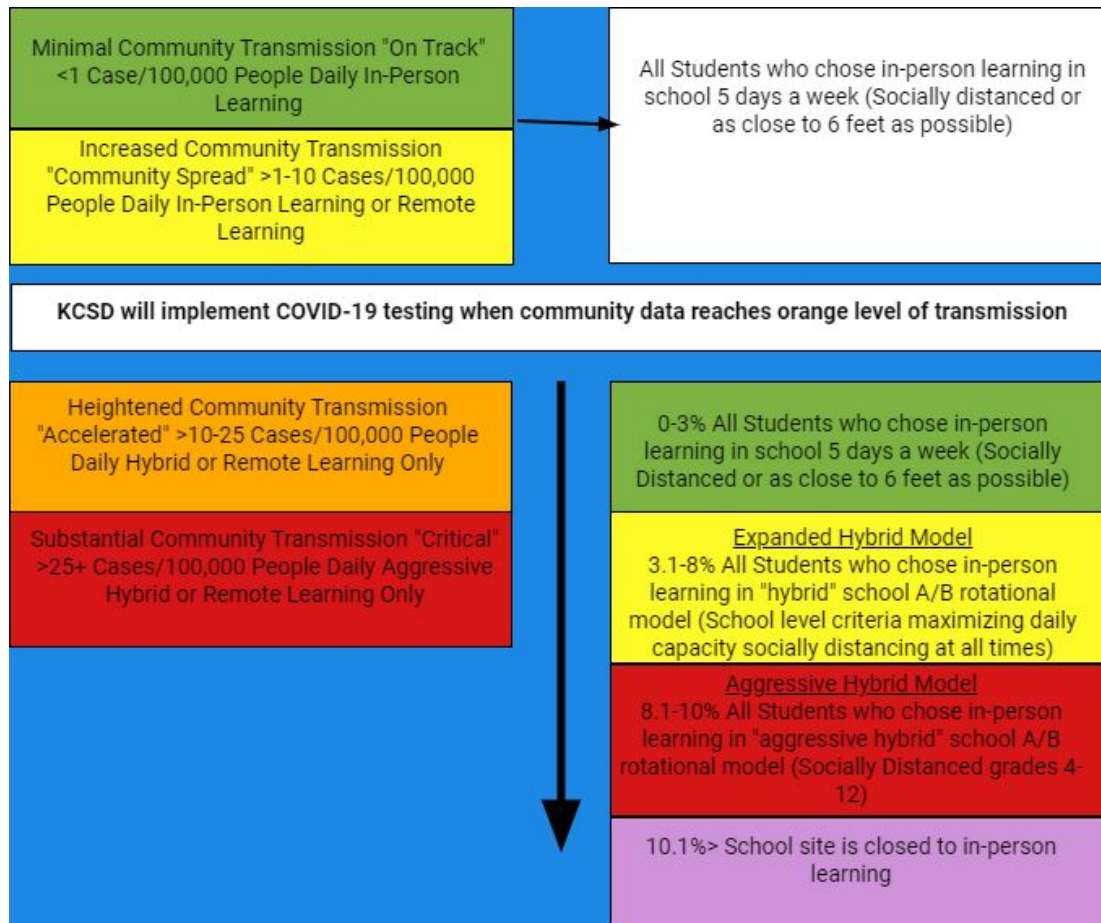 Minimal Community Transmission "On Track"
<1 Case/100,000 People Daily In-Person
Learning
All Students who chose in-person learning in
school 5 days a week (Socially distanced or
as close to 6 feet as possible)
Increased Community Transmission
"Community Spread" >1-10 Cases/100,000
People Daily In-Person Learning or Remote
Learning
KCSD will implement COVID-19 testing when community data reaches orange level of transmission
Heightened Community Transmission
"Accelerated" >10-25 Cases/100,000 People
Daily Hybrid or Remote Learning Only
Substantial Community Transmission "Critical"
>25+ Cases/100,000 People Daily Aggressive
Hybrid or Remote Learning Only
0-3% All Students who chose in-person
learning in school 5 days a week (Socially
Distanced or as close to 6 feet as possible)
Expanded Hybrid Model
3.1-8% All Students who chose in-person
learning in "hybrid" school A/B rotational
model (School level criteria maximizing daily
capacity socially distancing at all times)
Aggressive Hybrid Model
8.1-10% All Students who chose in-person
learning in "aggressive hybrid" school A/B
rotational model (Socially Distanced grades 4-
12)
10.1%> School site is closed to in-person
learning